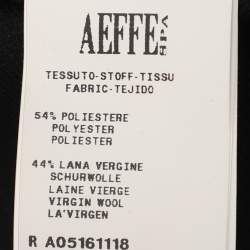 AEFFE SPA
TESSUTO-STOFF-TISSU
FABRIC-TEJIDO
54% POLIESTERE
POLYESTER
POLIESTER
44% LANA VERGINE
SCHURWOLLE
LAINE VIERGE
VIRGIN WOOL
LA'VIRGEN
R A05161118